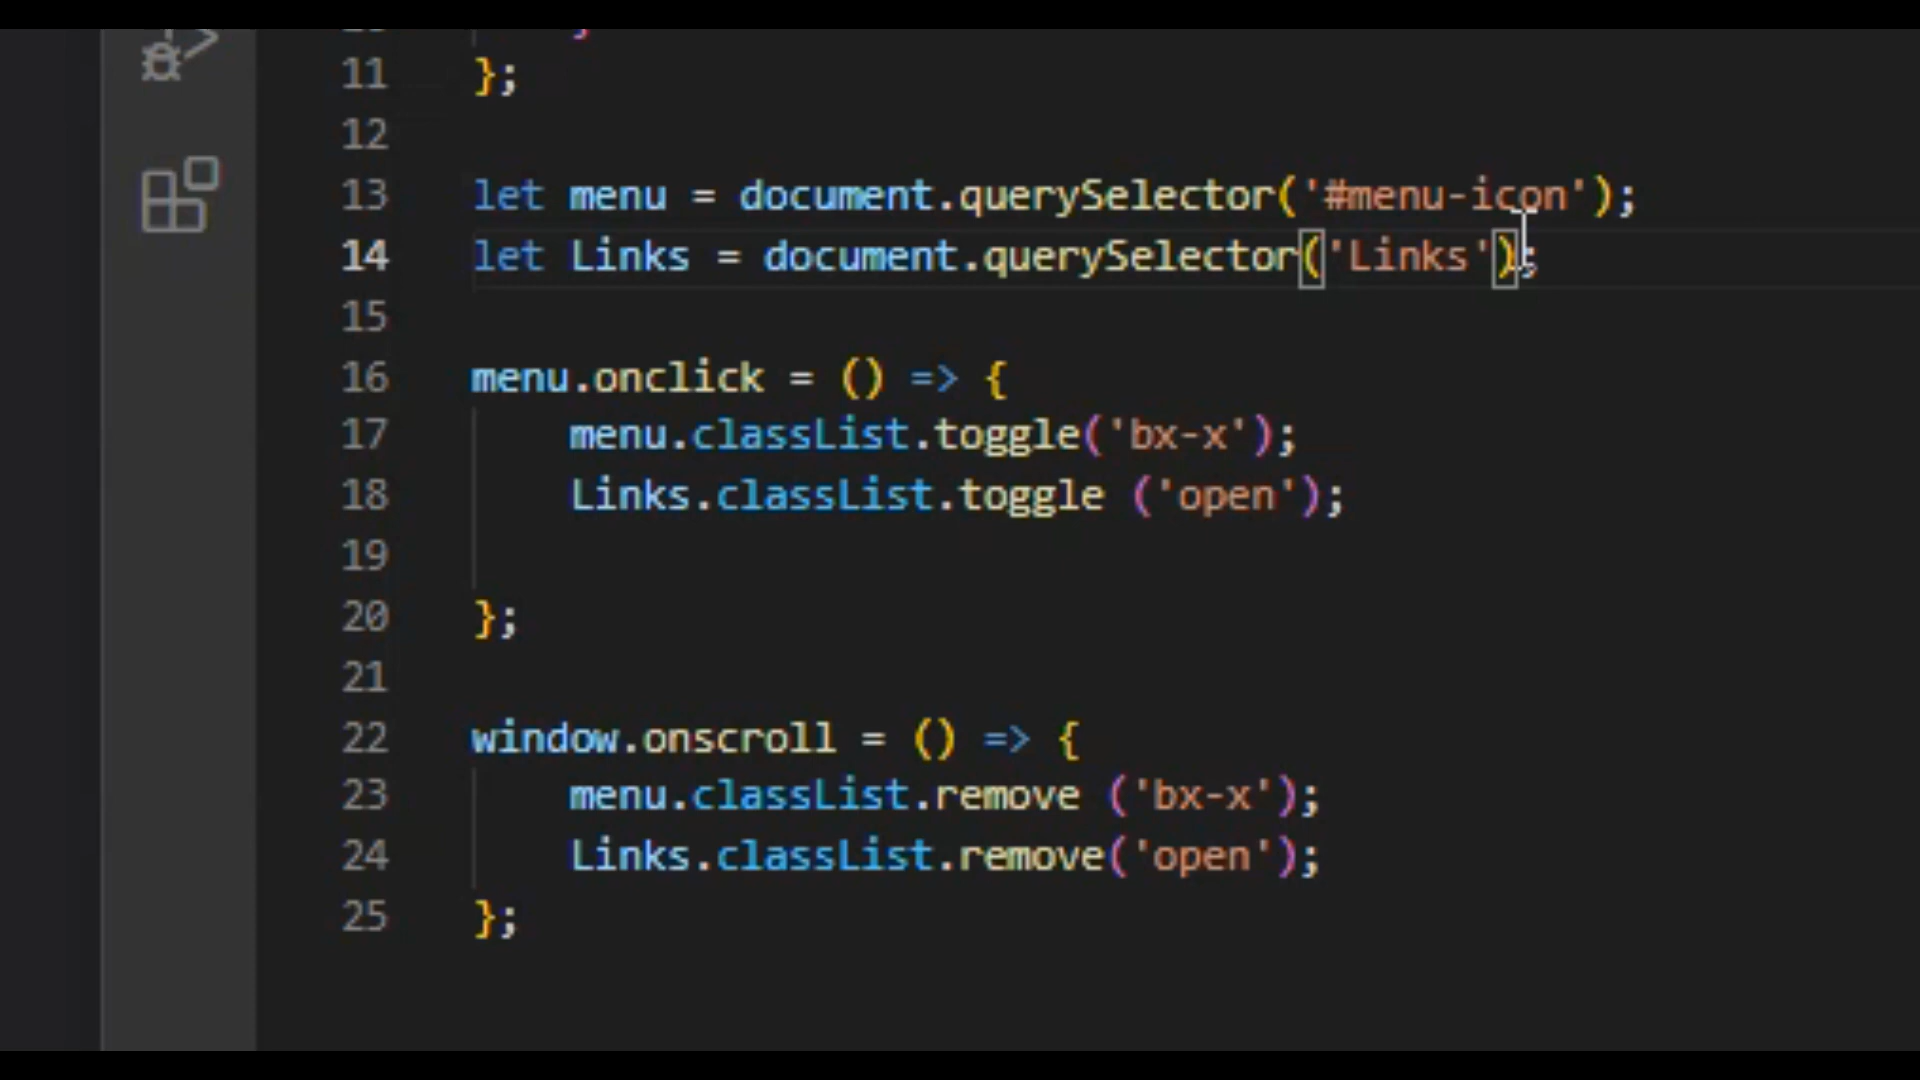 11 };
12
13 let menu = document.querySelector('#menu-icon');
14 let Links = document.querySelector('Links');
15
16 menu.onclick = () => {
17 menu.classList.toggle('bx-x');
18 Links.classList.toggle ('open');
19
20 };
21
22 window.onscroll = () => {
23 menu.classList.remove ('bx-x');
24 Links.classList.remove('open');
25 };